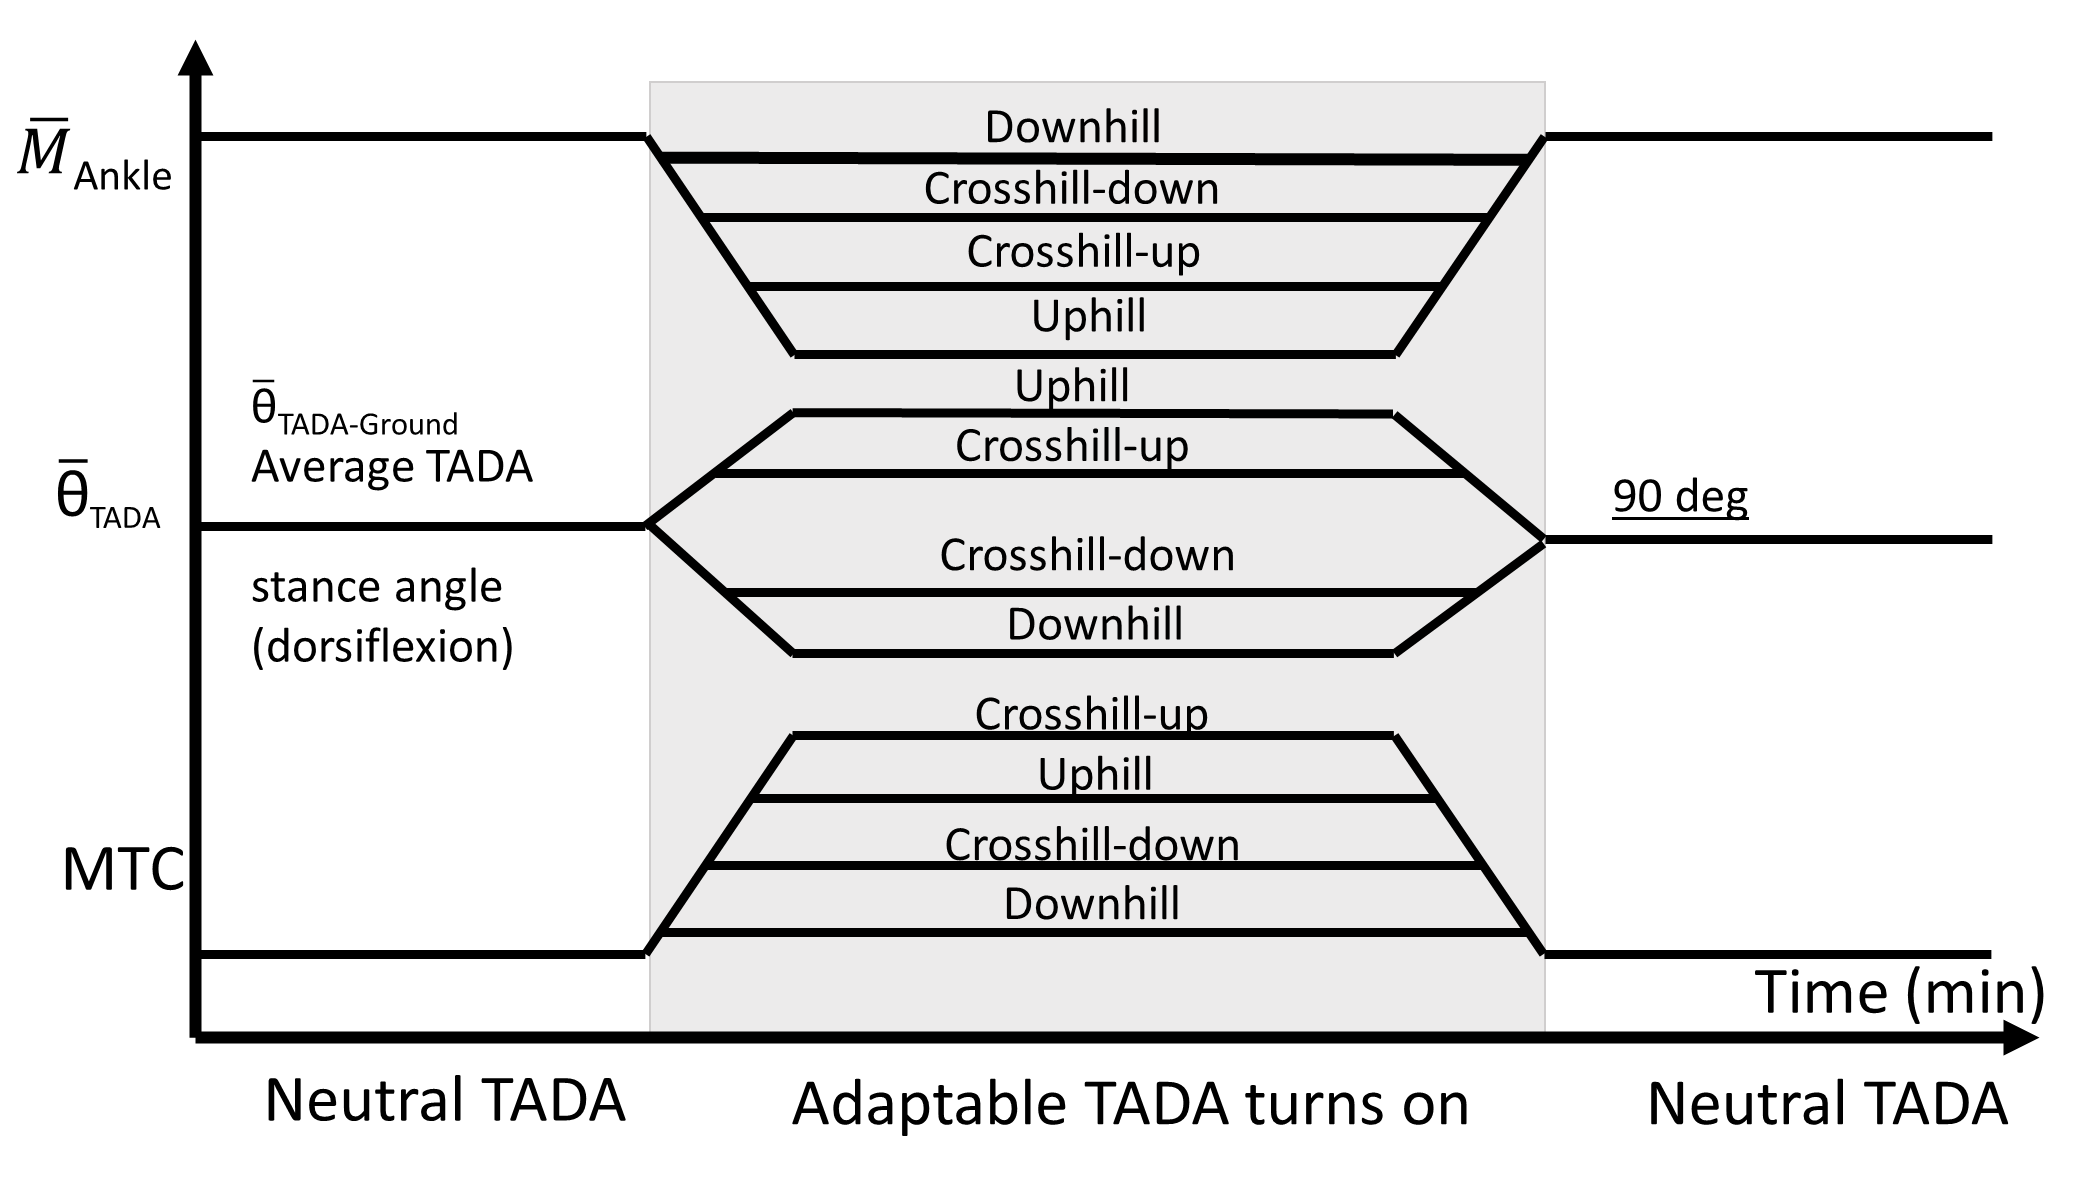 Downhill
M̅ Ankle
Crosshill-down
Crosshill-up
Uphill
Uphill
θ̅ TADA-Ground
Average TADA
Crosshill-up
θ̅ TADA
90 deg
Crosshill-down
stance angle
(dorsiflexion)
Downhill
Crosshill-up
Uphill
MTC
Crosshill-down
Downhill
Time (min)
Neutral TADA
Adaptable TADA turns on
Neutral TADA